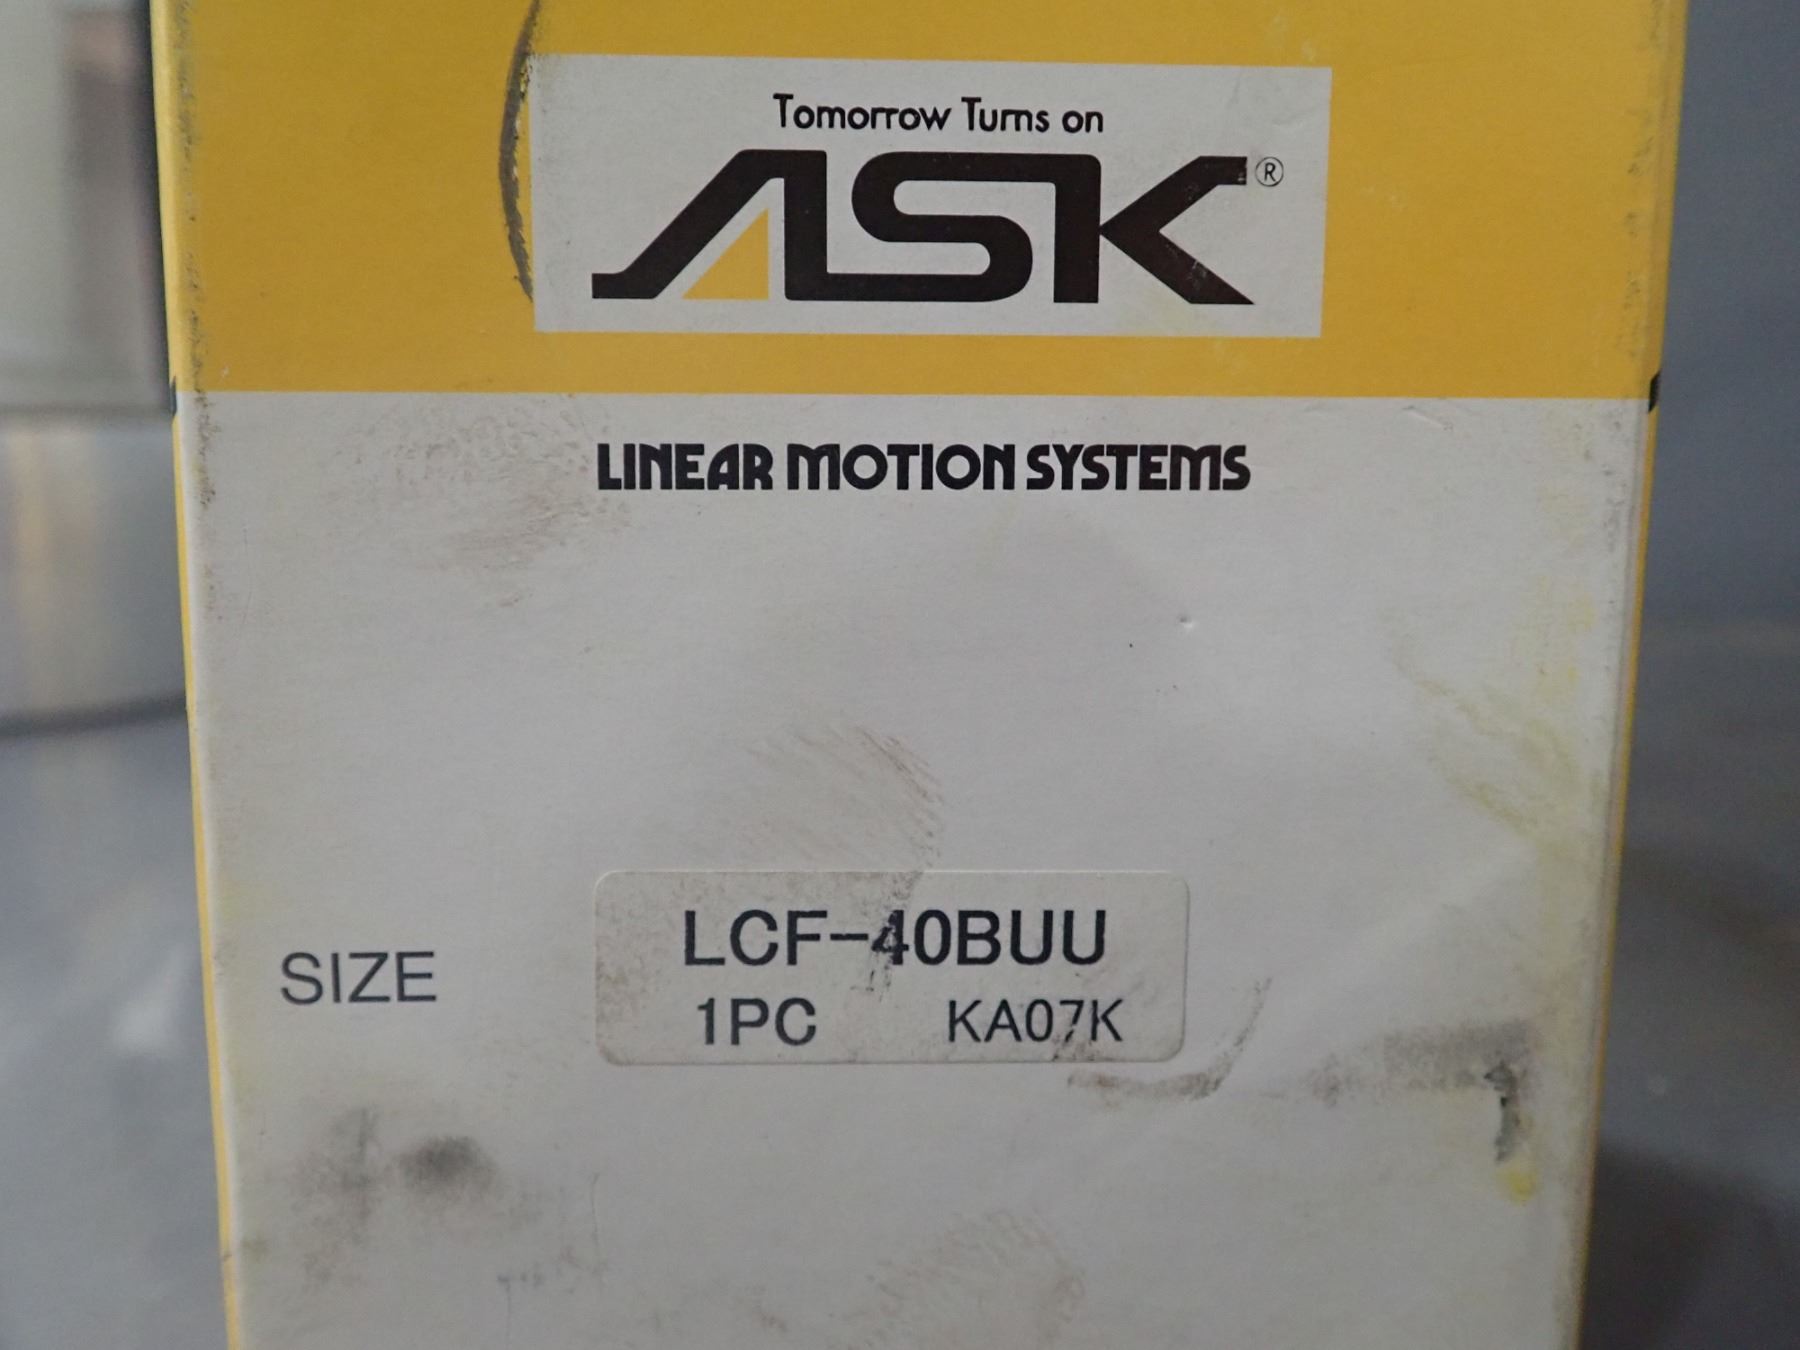 Tomorrow Turns on
ASK®
LINEAR MOTION SYSTEMS
LCF-40BUU
SIZE
1PC KA07K